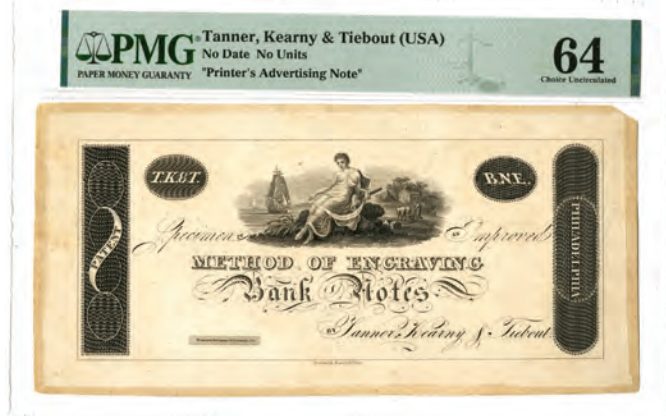 PMG
PAPER MONEY GUARANTY
Tanner, Kearny & Tiebout (USA)
No Date No Units
"Printer's Advertising Note"
64
Choice Uncirculated
T.K&T.
B.N.E.
PATENT
PHILADELPHIA
Specimen
Improved
METHOD OF ENGRAVING
Bank Notes
BY Tanner, Kearny & Tiebout.